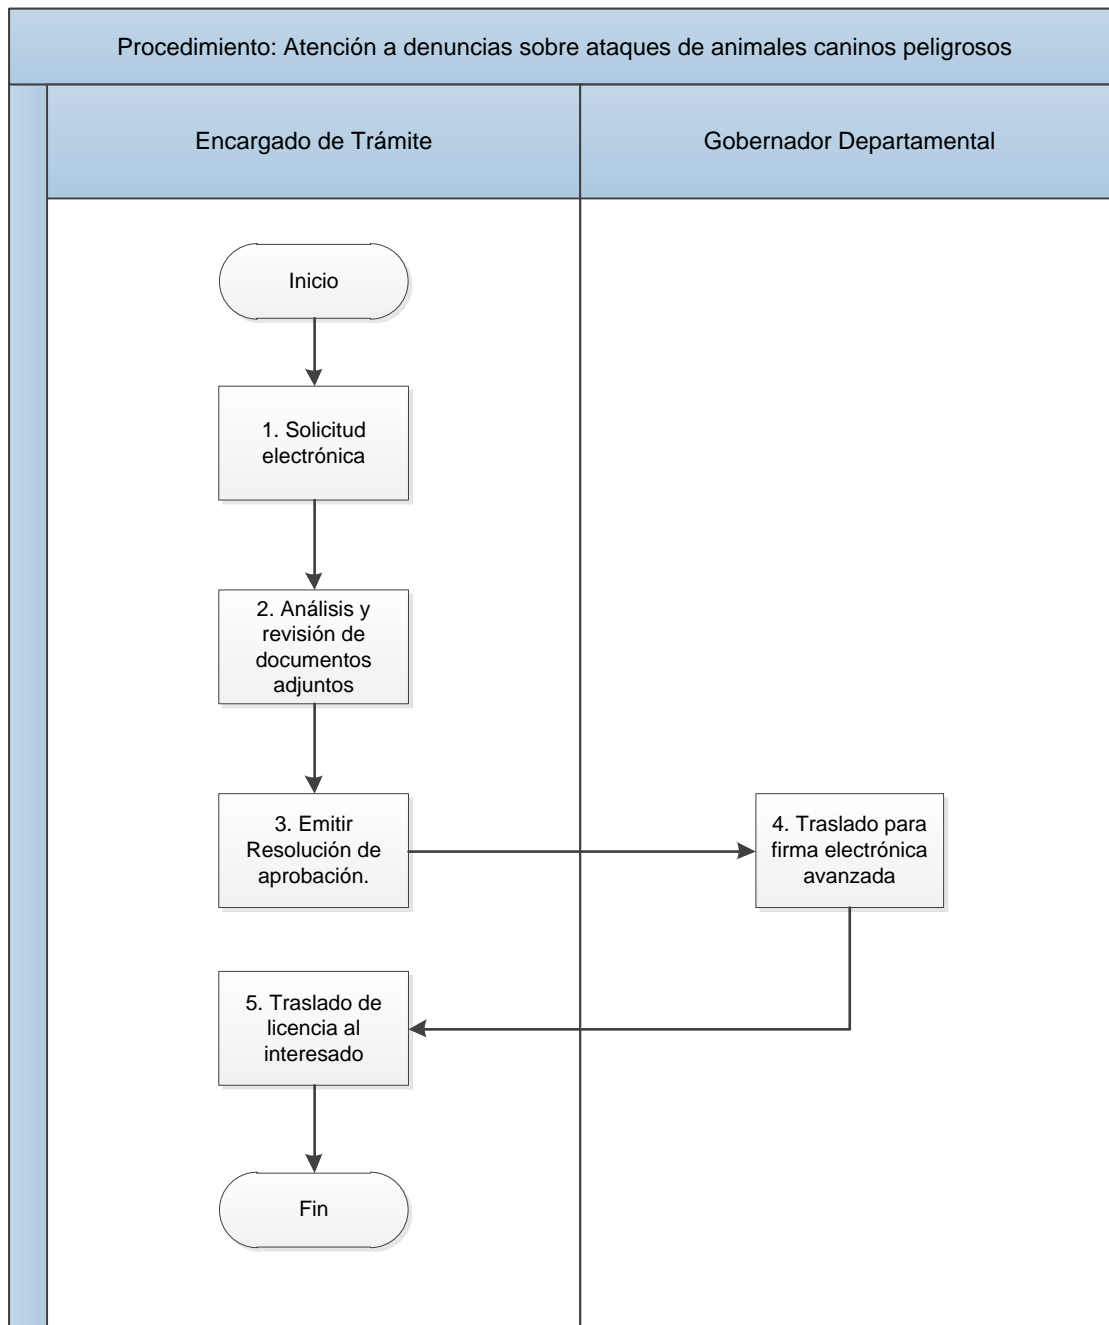 Procedimiento: Atención a denuncias sobre ataques de animales caninos peligrosos
Encargado de Trámite
Gobernador Departamental
Inicio
1. Solicitud
electrónica
2. Análisis y
revisión de
documentos
adjuntos
3. Emitir
Resolución de
aprobación.
4. Traslado para
firma electrónica
avanzada
5. Traslado de
licencia al
interesado
Fin